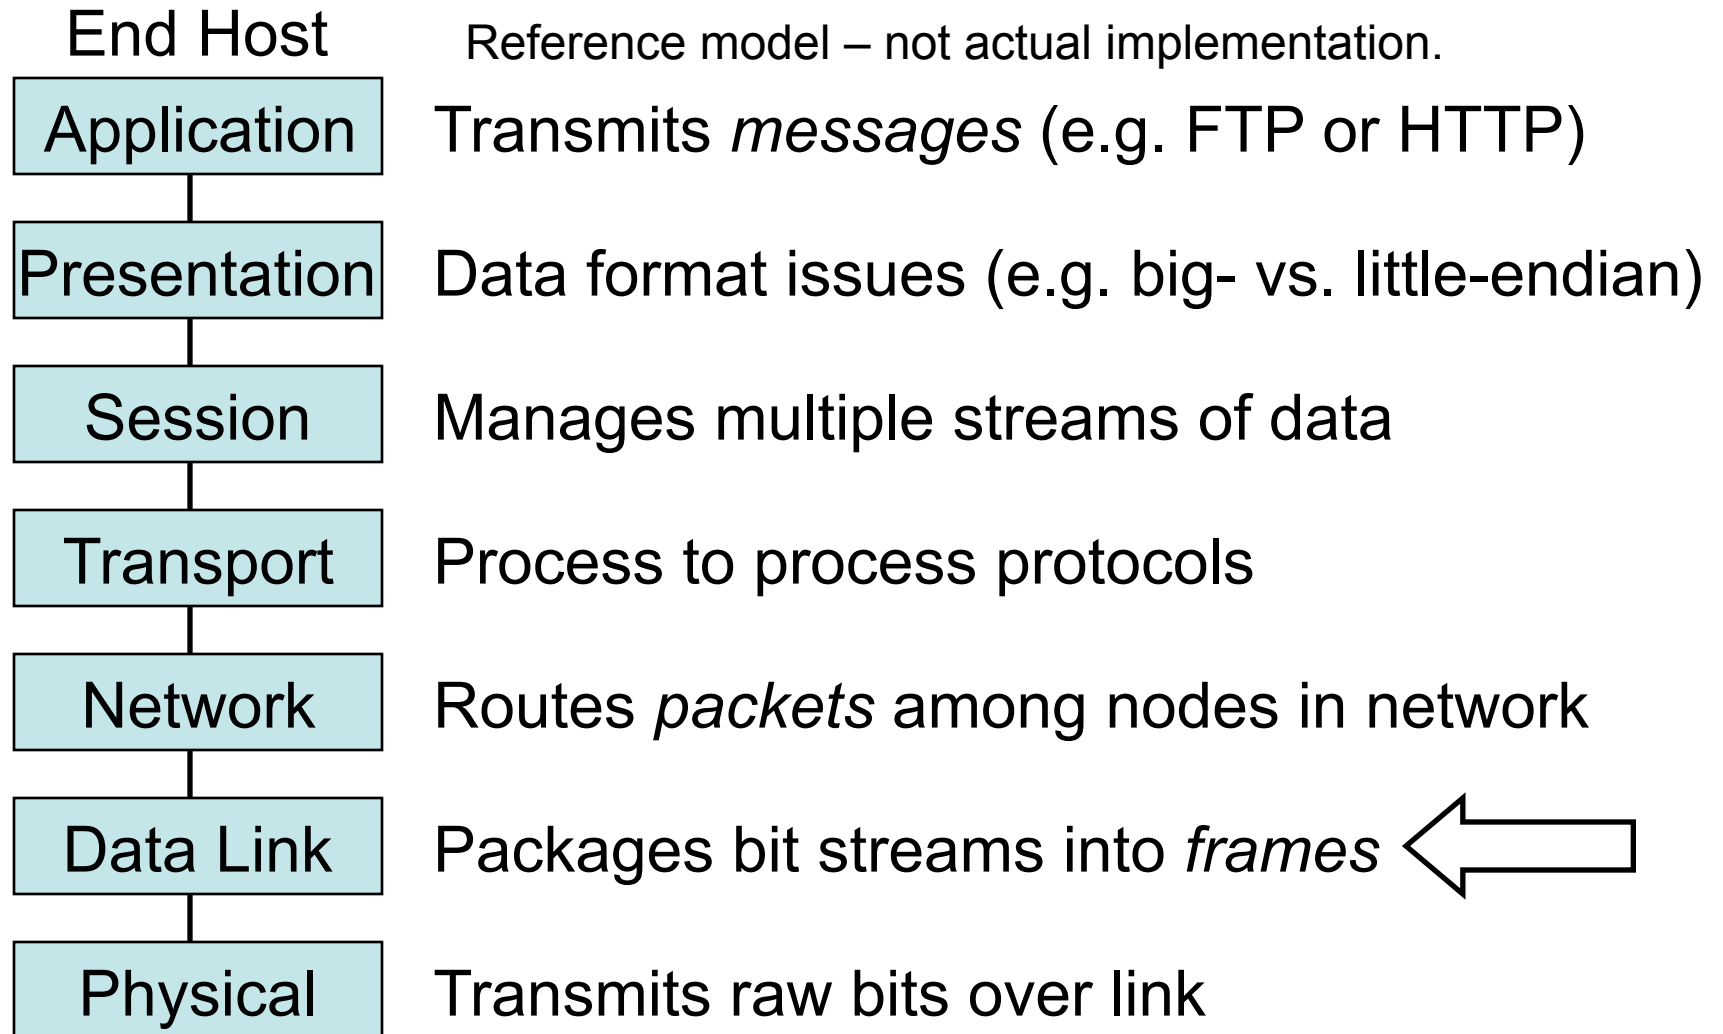 End Host
Reference model – not actual implementation.
Application
Transmits messages (e.g. FTP or HTTP)
Presentation
Data format issues (e.g. big- vs. little-endian)
Session
Manages multiple streams of data
Transport
Process to process protocols
Network
Routes packets among nodes in network
Data Link
Packages bit streams into frames
Physical
Transmits raw bits over link